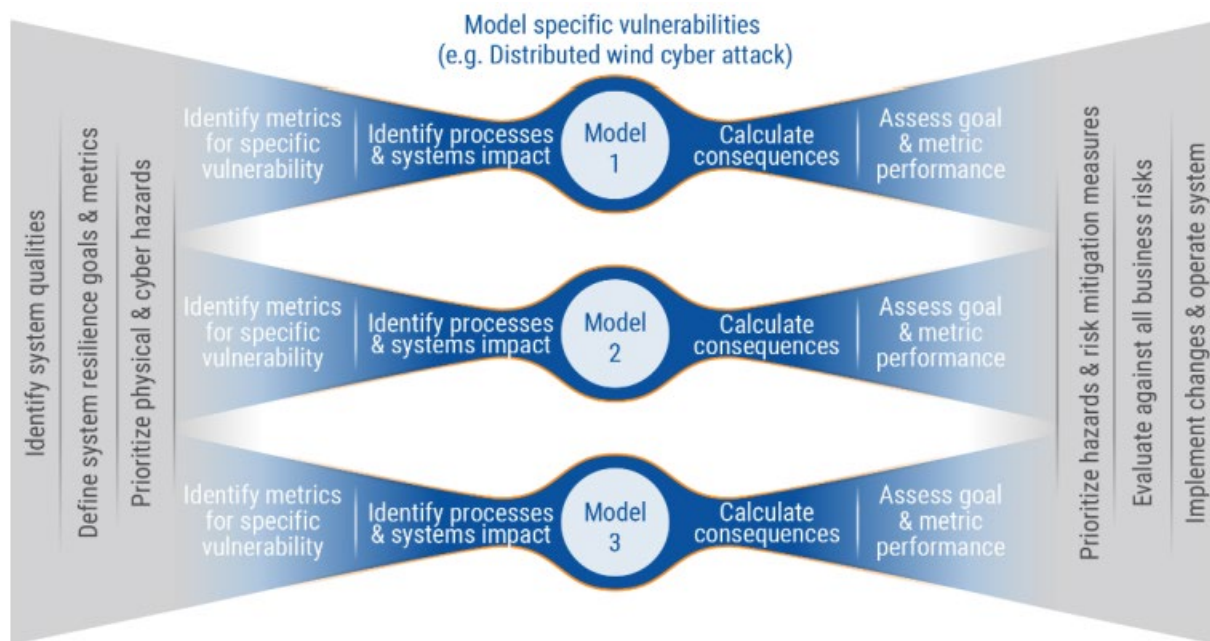 Model specific vulnerabilities
(e.g. Distributed wind cyber attack)
Identify system qualities
Define system resilience goals & metrics
Prioritize physical & cyber hazards
Identify metrics
for specific
vulnerability
Identify processes
& systems impact
Model
1
Calculate
consequences
Assess goal
& metric
performance
Identify metrics
for specific
vulnerability
Identify processes
& systems impact
Model
2
Calculate
consequences
Assess goal
& metric
performance
Identify metrics
for specific
vulnerability
Identify processes
& systems impact
Model
3
Calculate
consequences
Assess goal
& metric
performance
Prioritize hazards & risk mitigation measures
Evaluate against all business risks
Implement changes & operate system